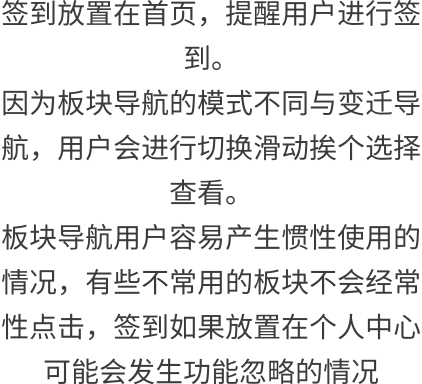 签到放置在首页，提醒用户进行签
到。
因为板块导航的模式不同与变迁导
航，用户会进行切换滑动挨个选择
查看。
板块导航用户容易产生惯性使用的
情况，有些不常用的板块不会经常
性点击，签到如果放置在个人中心
可能会发生功能忽略的情况